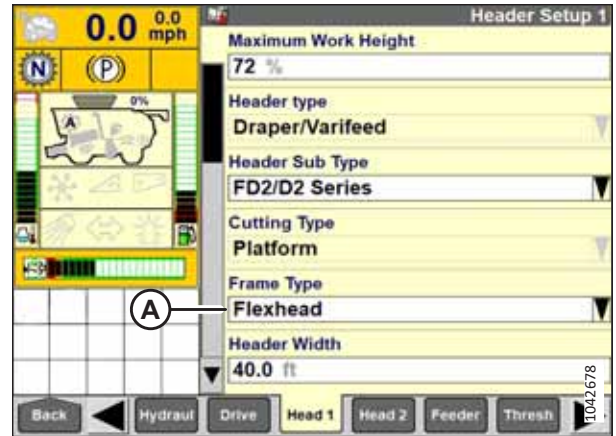 0.0 0.0 mph
Header Setup 1
N (P)
0%
A
Maximum Work Height
72 %
Header type
Draper/Varifeed
Header Sub Type
FD2/D2 Series
Cutting Type
Platform
Frame Type
A
Flexhead
Header Width
40.0 ft
Back Hydraul Drive Head 1 Head 2 Feeder Thresh
1042678